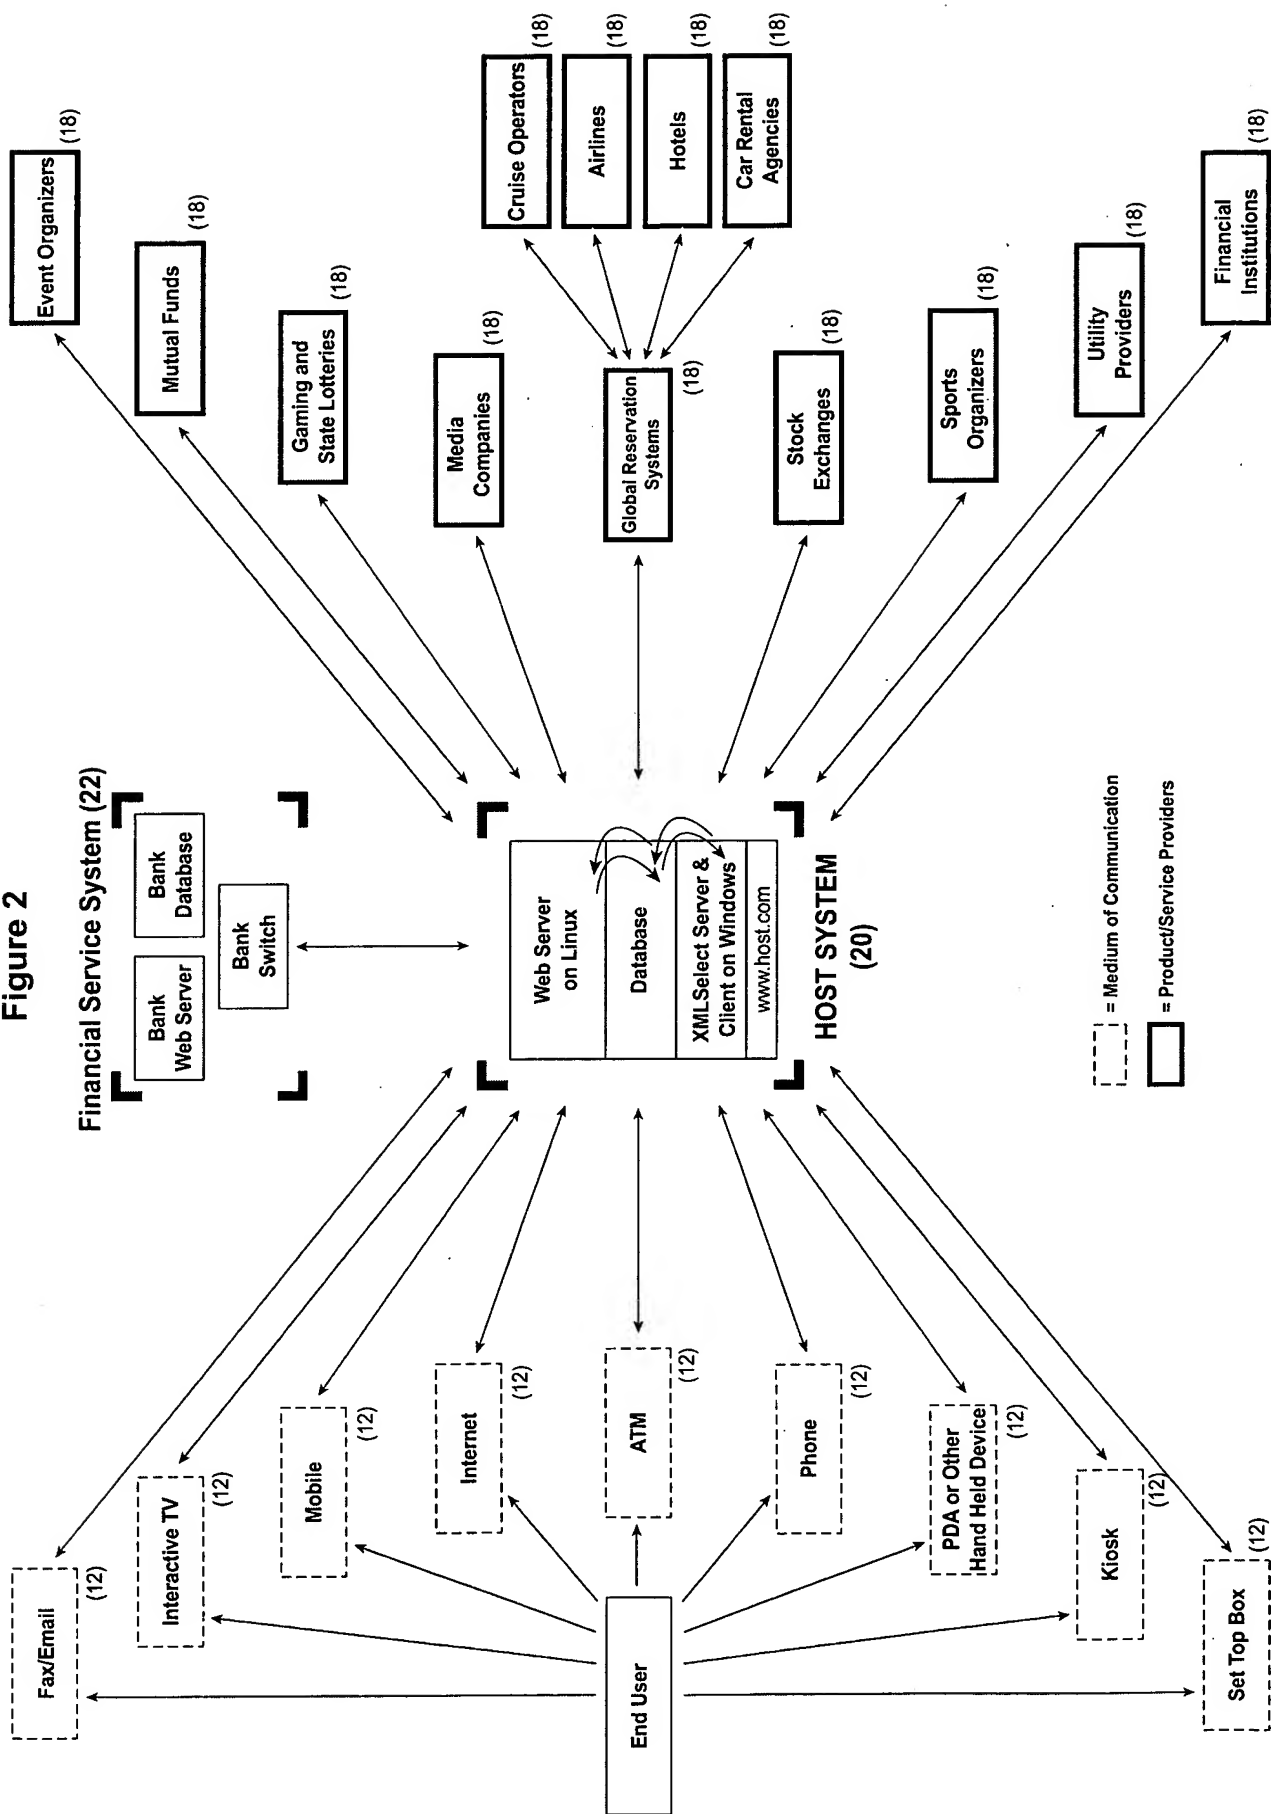 Figure 2
Financial Service System (22)
Bank
Web Server
Bank
Database
Bank
Switch
Fax/Email
(12)
Interactive TV
(12)
Mobile
(12)
Internet
(12)
ATM
(12)
Phone
(12)
PDA or Other
Hand Held Device
(12)
Kiosk
(12)
Set Top Box
(12)
End User
Web Server
on Linux
Database
XMLSelect Server &
Client on Windows
www.host.com
HOST SYSTEM
(20)
Event Organizers
(18)
Mutual Funds
(18)
Gaming and
State Lotteries
(18)
Media
Companies
(18)
Global Reservation
Systems
(18)
Cruise Operators
(18)
Airlines
(18)
Hotels
(18)
Car Rental
Agencies
(18)
Stock
Exchanges
(18)
Sports
Organizers
(18)
Utility
Providers
(18)
Financial
Institutions
(18)
= Medium of Communication
= Product/Service Providers